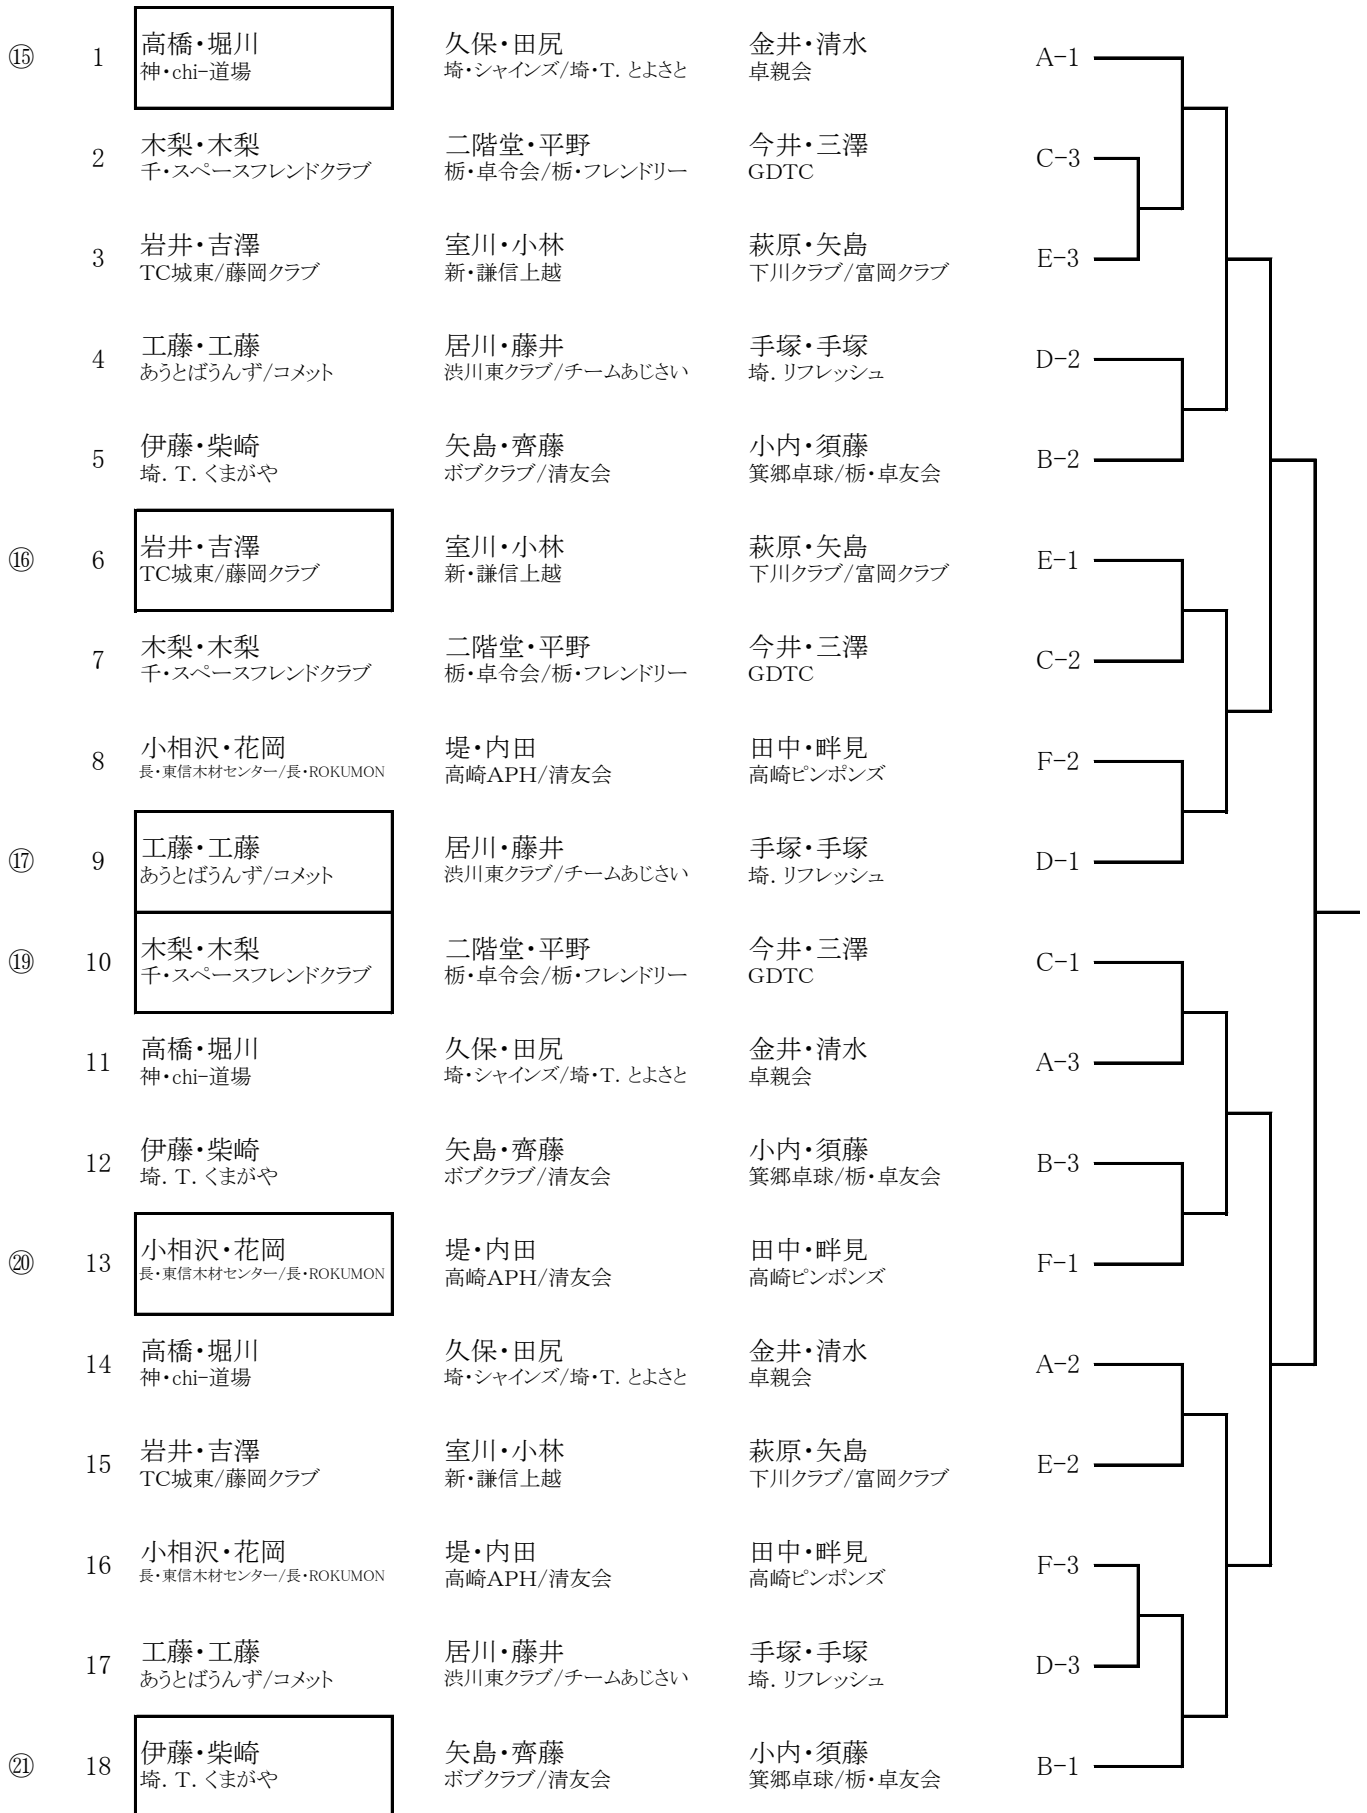 ⑮ 1 高橋・堀川 久保・田尻 金井・清水 A-1
神・chi-道場 埼・シャインズ/埼・T. とよさと 卓親会
2 木梨・木梨 二階堂・平野 今井・三澤 C-3
千・スペースフレンドクラブ 栃・卓令会/栃・フレンドリー GDTC
3 岩井・吉澤 室川・小林 萩原・矢島 E-3
TC城東/藤岡クラブ 新・謙信上越 下川クラブ/富岡クラブ
4 工藤・工藤 居川・藤井 手塚・手塚 D-2
あうとばうんず/コメット 渋川東クラブ/チームあじさい 埼. リフレッシュ
5 伊藤・柴崎 矢島・齊藤 小内・須藤 B-2
埼. T. くまがや ボブクラブ/清友会 箕郷卓球/栃・卓友会
⑯ 6 岩井・吉澤 室川・小林 萩原・矢島 E-1
TC城東/藤岡クラブ 新・謙信上越 下川クラブ/富岡クラブ
7 木梨・木梨 二階堂・平野 今井・三澤 C-2
千・スペースフレンドクラブ 栃・卓令会/栃・フレンドリー GDTC
8 小相沢・花岡 堤・内田 田中・畔見 F-2
長・東信木材センター/長・ROKUMON 高崎APH/清友会 高崎ピンポンズ
⑰ 9 工藤・工藤 居川・藤井 手塚・手塚 D-1
あうとばうんず/コメット 渋川東クラブ/チームあじさい 埼. リフレッシュ
⑲ 10 木梨・木梨 二階堂・平野 今井・三澤 C-1
千・スペースフレンドクラブ 栃・卓令会/栃・フレンドリー GDTC
11 高橋・堀川 久保・田尻 金井・清水 A-3
神・chi-道場 埼・シャインズ/埼・T. とよさと 卓親会
12 伊藤・柴崎 矢島・齊藤 小内・須藤 B-3
埼. T. くまがや ボブクラブ/清友会 箕郷卓球/栃・卓友会
⑳ 13 小相沢・花岡 堤・内田 田中・畔見 F-1
長・東信木材センター/長・ROKUMON 高崎APH/清友会 高崎ピンポンズ
14 高橋・堀川 久保・田尻 金井・清水 A-2
神・chi-道場 埼・シャインズ/埼・T. とよさと 卓親会
15 岩井・吉澤 室川・小林 萩原・矢島 E-2
TC城東/藤岡クラブ 新・謙信上越 下川クラブ/富岡クラブ
16 小相沢・花岡 堤・内田 田中・畔見 F-3
長・東信木材センター/長・ROKUMON 高崎APH/清友会 高崎ピンポンズ
17 工藤・工藤 居川・藤井 手塚・手塚 D-3
あうとばうんず/コメット 渋川東クラブ/チームあじさい 埼. リフレッシュ
㉑ 18 伊藤・柴崎 矢島・齊藤 小内・須藤 B-1
埼. T. くまがや ボブクラブ/清友会 箕郷卓球/栃・卓友会